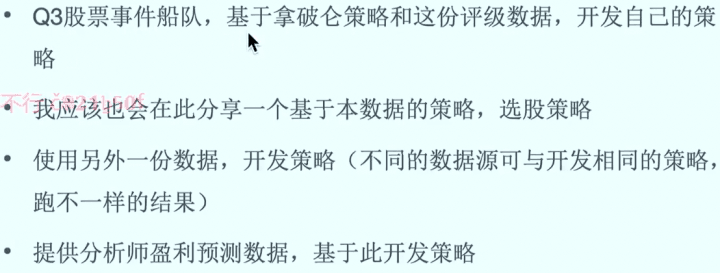 • Q3股票事件船队，基于拿破仑策略和这份评级数据，开发自己的策
略
• 我应该也会在此分享一个基于本数据的策略，选股策略
• 使用另外一份数据，开发策略（不同的数据源可与开发相同的策略，
跑不一样的结果）
• 提供分析师盈利预测数据，基于此开发策略